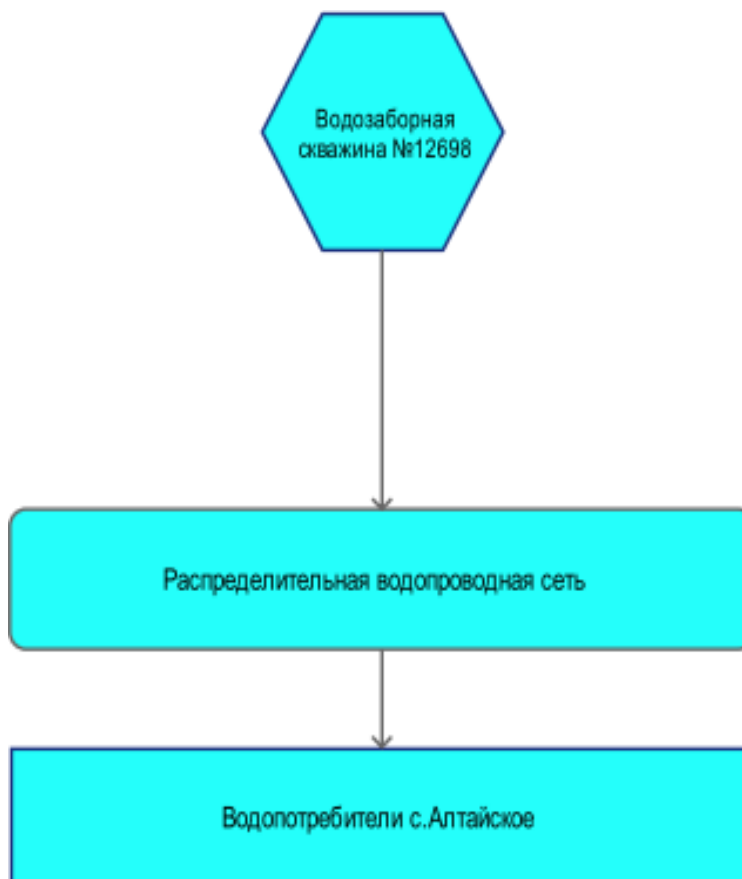 Водозаборная
скважина №12698
Распределительная водопроводная сеть
Водопотребители с.Алтайское